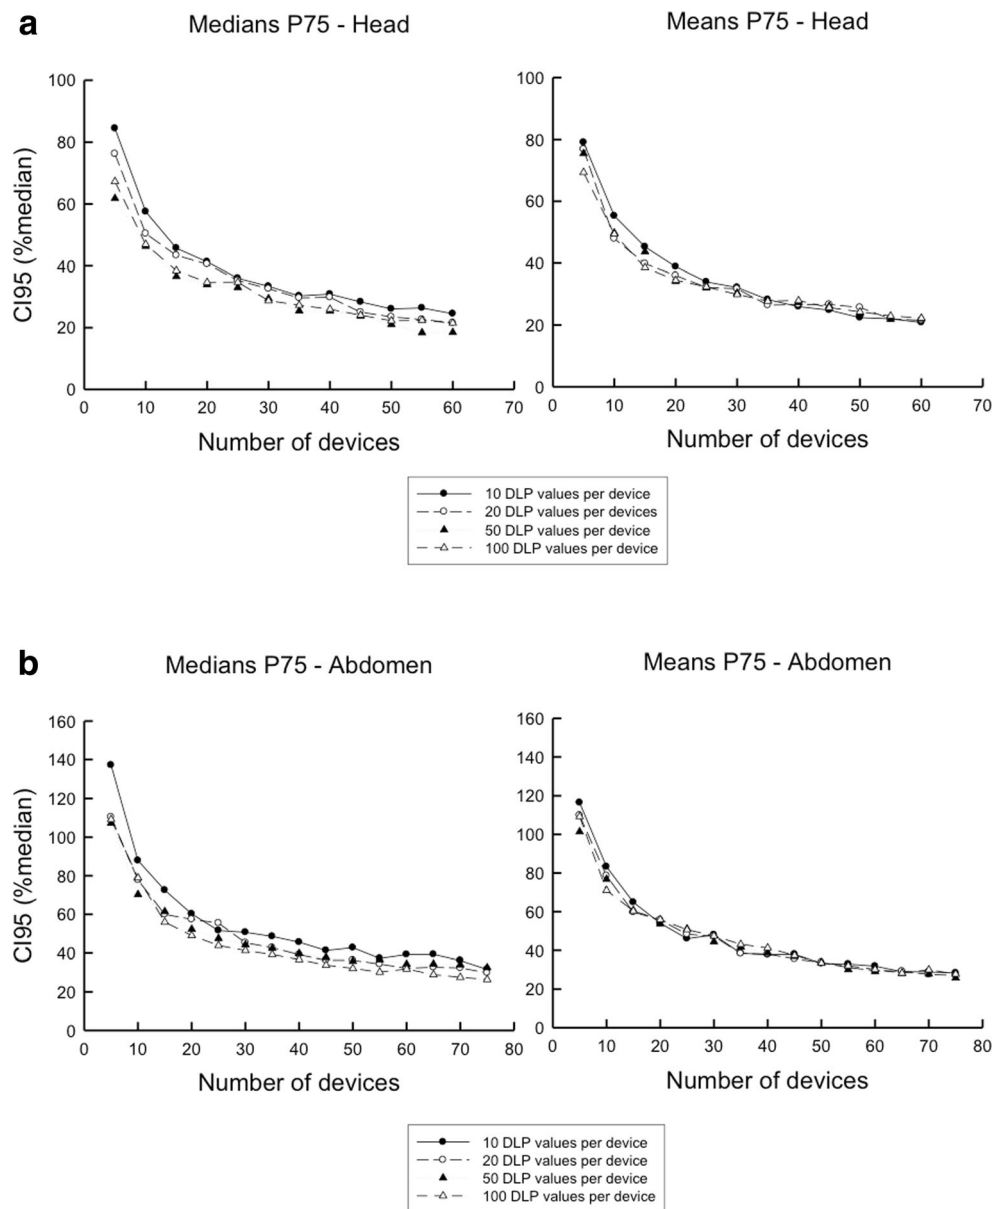 a
Medians P75 - Head
Means P75 - Head
100
80
60
40
20
0
CI95 (%median)
0 10 20 30 40 50 60 70
Number of devices
100
80
60
40
20
0
0 10 20 30 40 50 60 70
Number of devices
10 DLP values per device
20 DLP values per devices
50 DLP values per device
100 DLP values per device
b
Medians P75 - Abdomen
Means P75 - Abdomen
160
140
120
100
80
60
40
20
0
CI95 (%median)
0 10 20 30 40 50 60 70 80
Number of devices
160
140
120
100
80
60
40
20
0
0 10 20 30 40 50 60 70 80
Number of devices
10 DLP values per device
20 DLP values per device
50 DLP values per device
100 DLP values per device